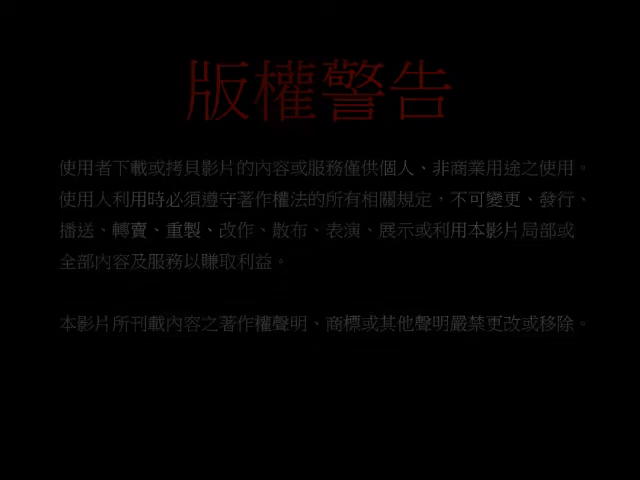 版權警告
使用者下載或拷貝影片的內容或服務僅供個人、非商業用途之使用。
使用人利用時必須遵守著作權法的所有相關規定，不可變更、發行、
播送、轉賣、重製、改作、散布、表演、展示或利用本影片局部或
全部內容及服務以賺取利益。
本影片所刊載內容之著作權聲明、商標或其他聲明嚴禁更改或移除。